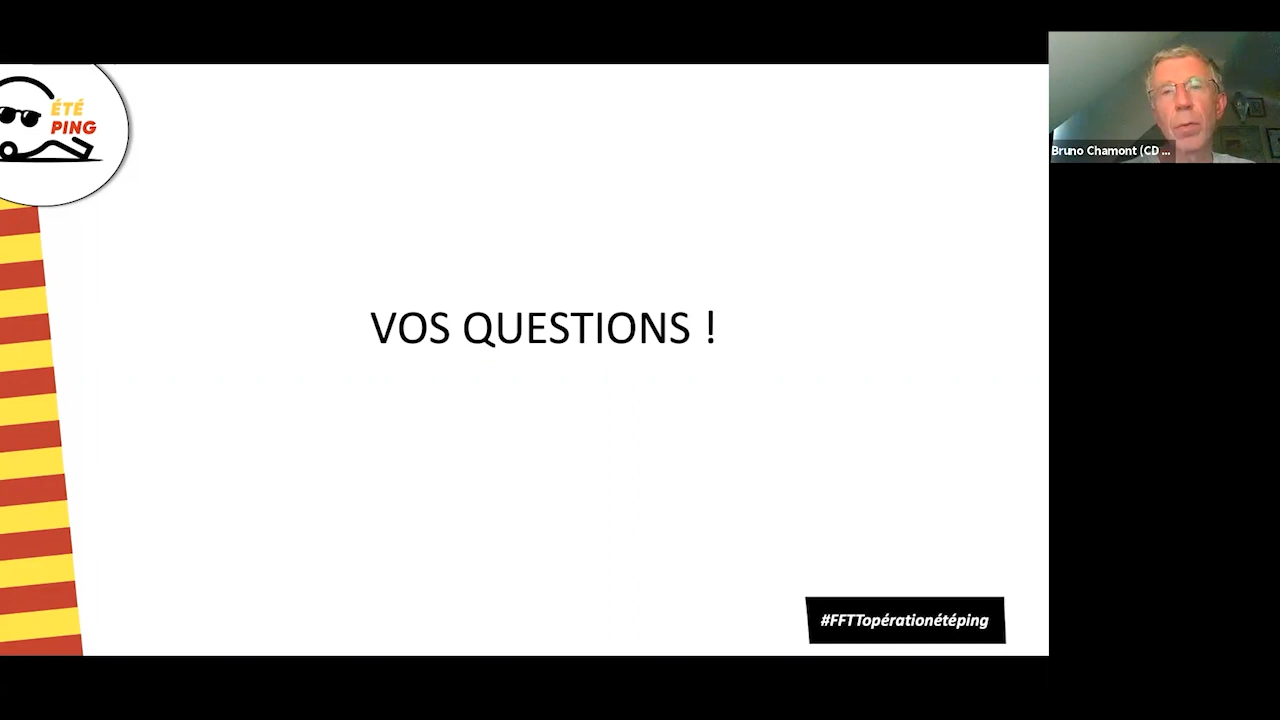 ÉTÉ
PING
Bruno Chamont (CD ...
VOS QUESTIONS !
#FFTTopérationétéping